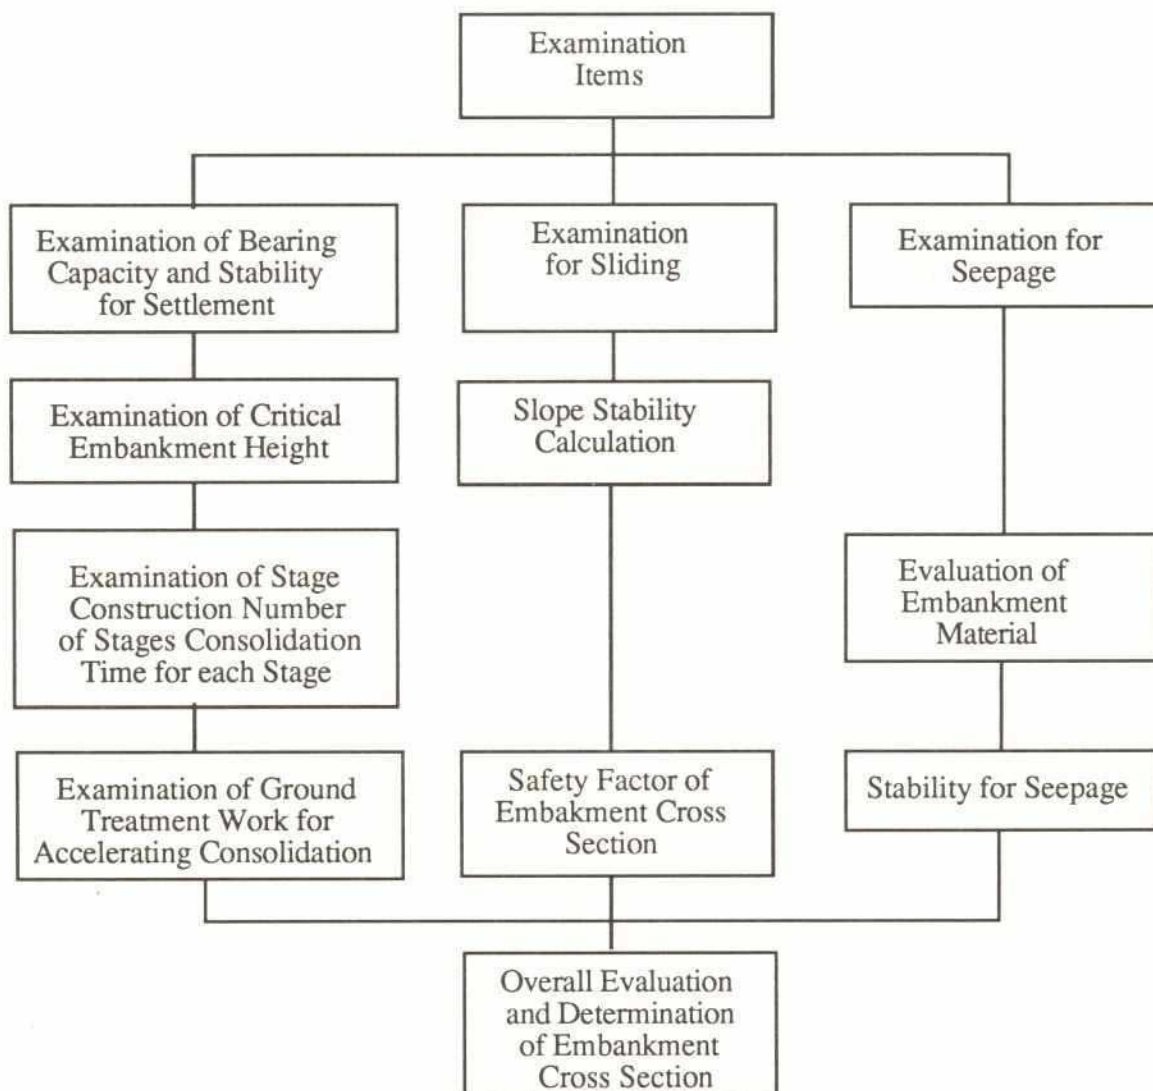 Examination
Items
Examination of Bearing
Capacity and Stability
for Settlement
Examination
for Sliding
Examination for
Seepage
Examination of Critical
Embankment Height
Slope Stability
Calculation
Examination of Stage
Construction Number
of Stages Consolidation
Time for each Stage
Evaluation of
Embankment
Material
Examination of Ground
Treatment Work for
Accelerating Consolidation
Safety Factor of
Embakment Cross
Section
Stability for Seepage
Overall Evaluation
and Determination
of Embankment
Cross Section